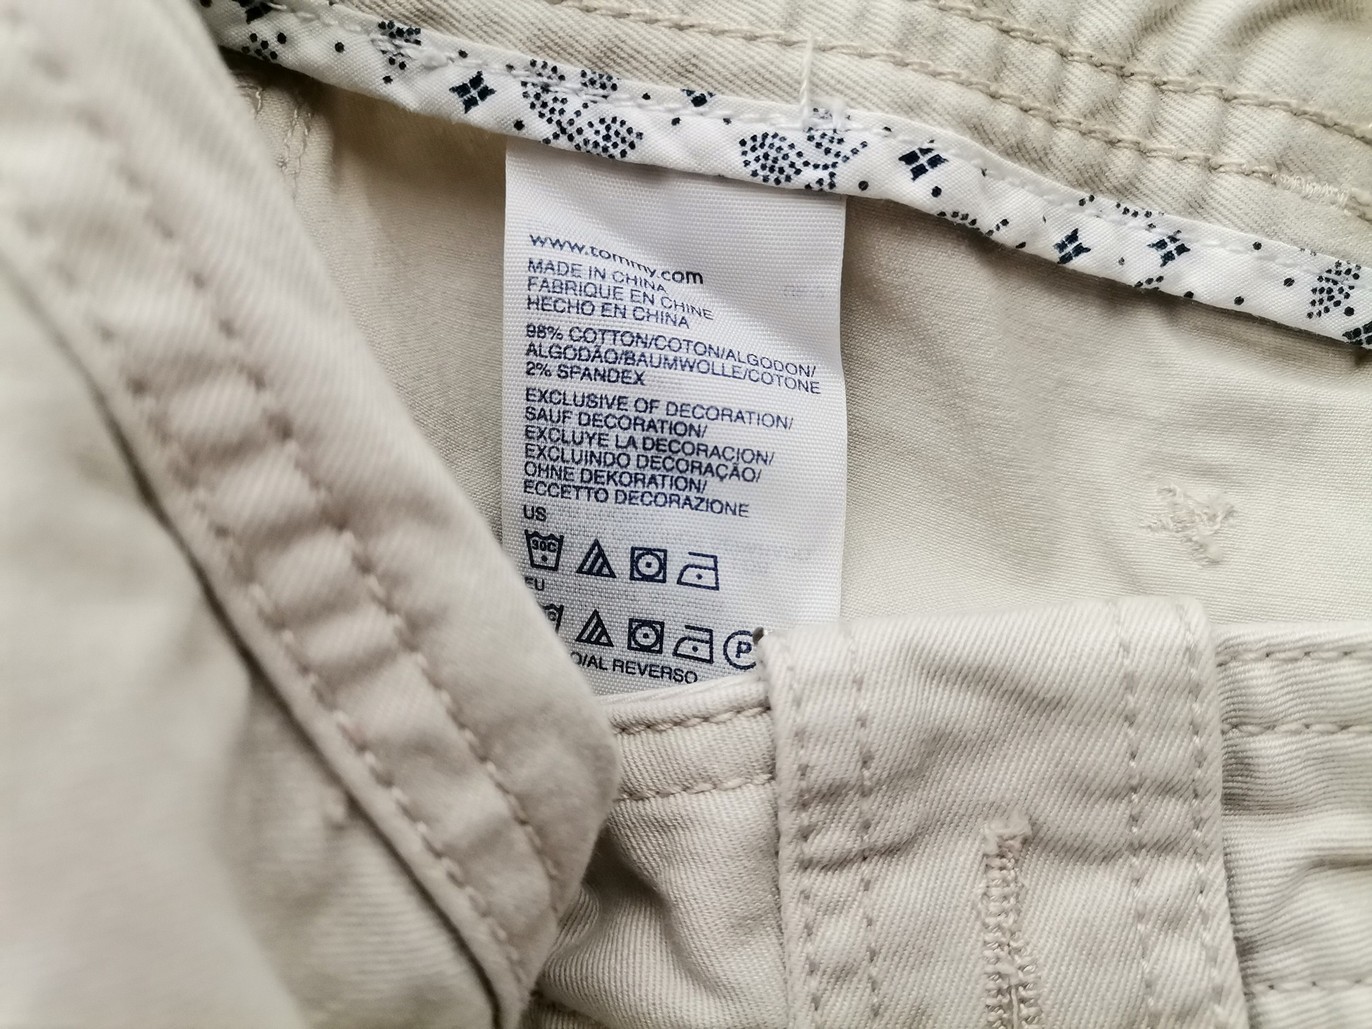 www.tommy.com
MADE IN CHINA
FABRIQUE EN CHINE
HECHO EN CHINA
98% COTTON/COTON/ALGODON/
ALGODÃO/BAUMWOLLE/COTONE
2% SPANDEX
EXCLUSIVE OF DECORATION/
SAUF DECORATION/
EXCLUYE LA DECORACION/
EXCLUINDO DECORAÇÃO/
OHNE DEKORATION/
ECCETTO DECORAZIONE
US
30C
EU
P
O/AL REVERSO